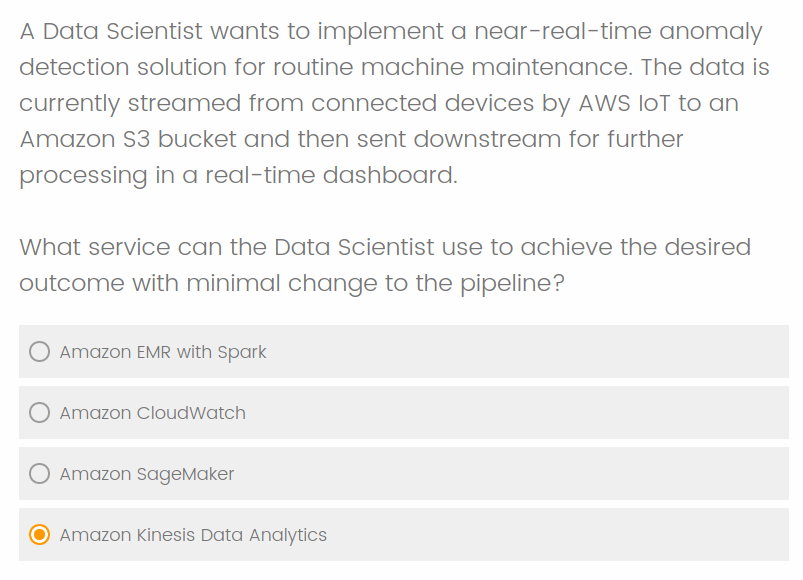 A Data Scientist wants to implement a near-real-time anomaly
detection solution for routine machine maintenance. The data is
currently streamed from connected devices by AWS IoT to an
Amazon S3 bucket and then sent downstream for further
processing in a real-time dashboard.
What service can the Data Scientist use to achieve the desired
outcome with minimal change to the pipeline?
Amazon EMR with Spark
Amazon CloudWatch
Amazon SageMaker
Amazon Kinesis Data Analytics